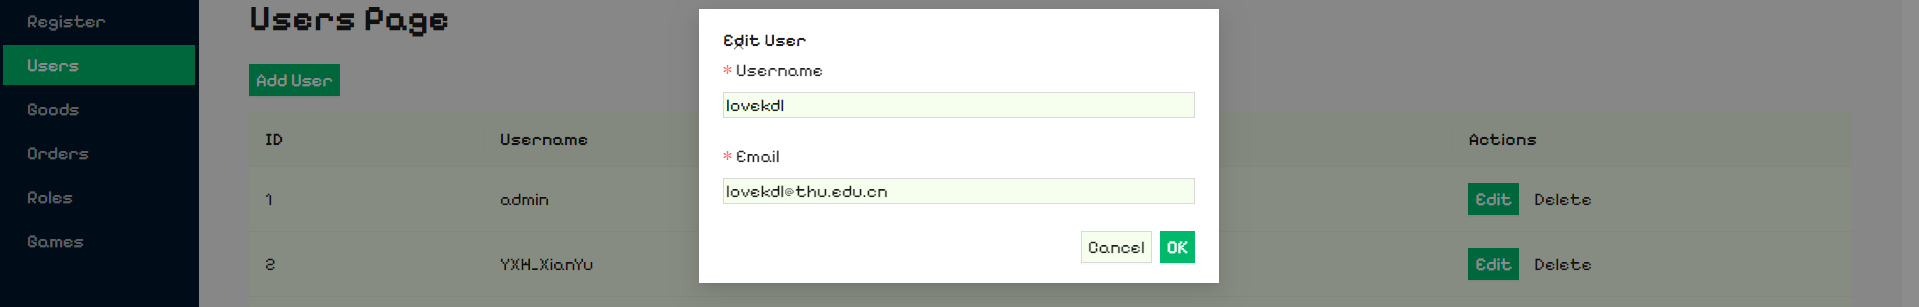 Register
Users
Goods
Orders
Roles
Games
Users Page
Add User
ID Username Actions
1 admin Edit Delete
2 YXH_XianYu Edit Delete
Edit User
* Username
lovekdl
* Email
lovekdl@thu.edu.cn
Cancel OK